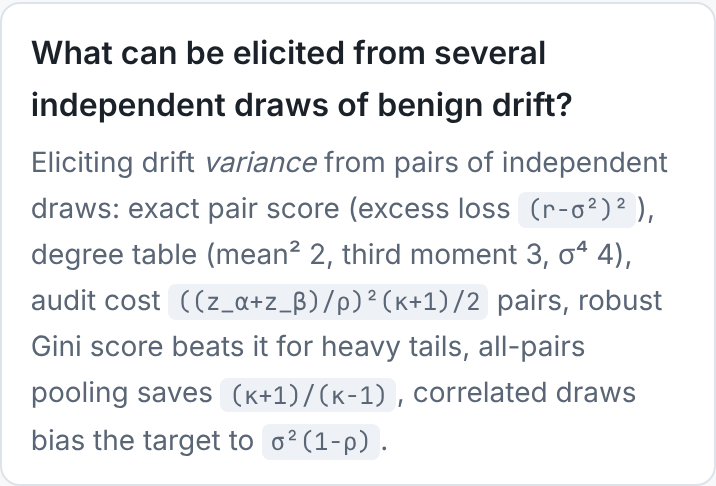 What can be elicited from several
independent draws of benign drift?
Eliciting drift variance from pairs of independent
draws: exact pair score (excess loss (r-σ²)²),
degree table (mean² 2, third moment 3, σ⁴ 4),
audit cost ((z_α+z_β)/ρ)²(κ+1)/2 pairs, robust
Gini score beats it for heavy tails, all-pairs
pooling saves (κ+1)/(κ-1), correlated draws
bias the target to σ²(1-ρ).